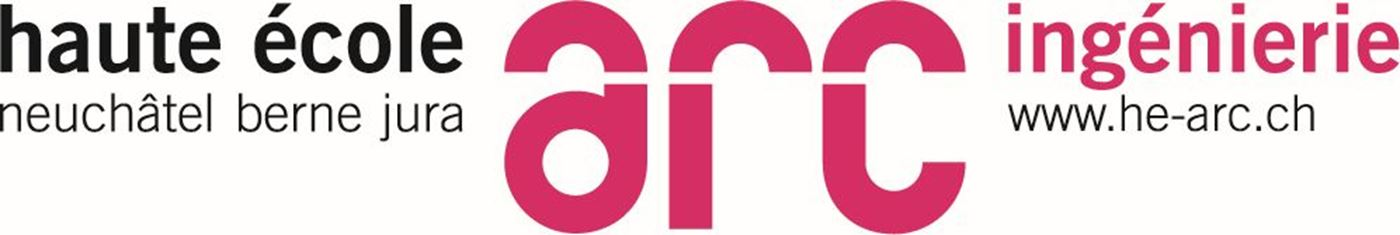 haute école
neuchâtel berne jura
arc
ingénierie
www.he-arc.ch